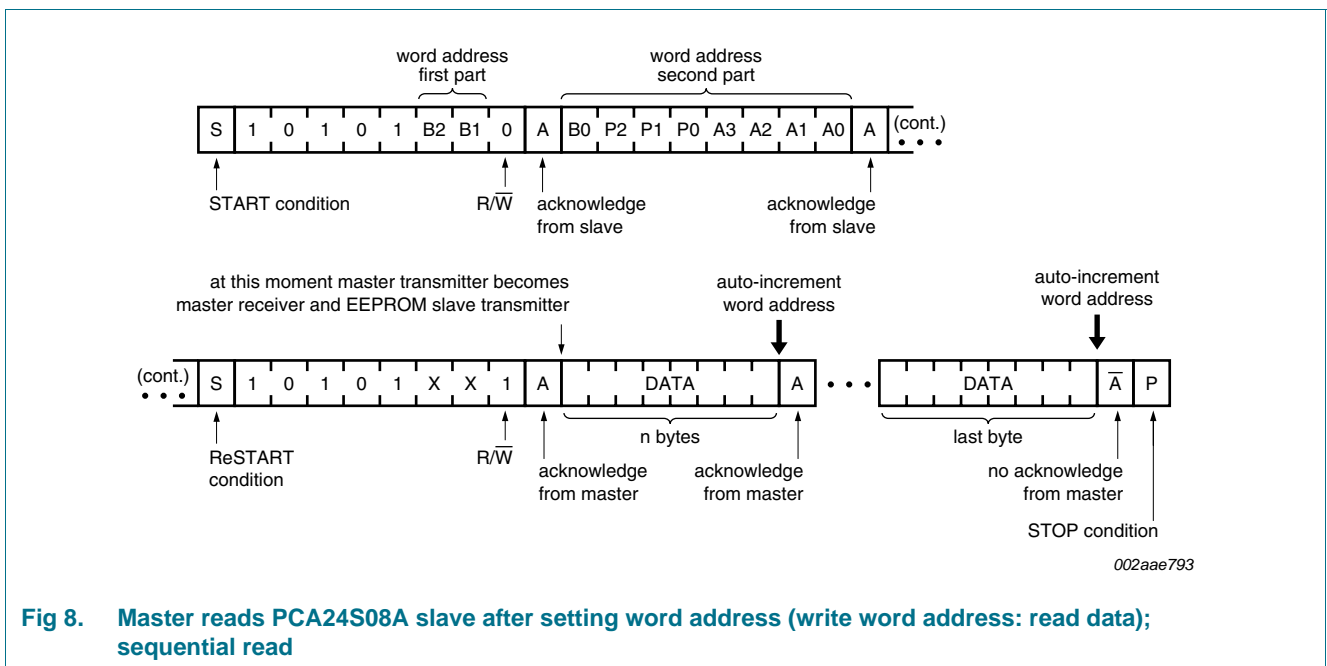 word address
first part
word address
second part
S 1 0 1 0 1 B2 B1 0 A B0 P2 P1 P0 A3 A2 A1 A0 A (cont.)
START condition
R/W̅
acknowledge
from slave
acknowledge
from slave
at this moment master transmitter becomes
master receiver and EEPROM slave transmitter
auto-increment
word address
auto-increment
word address
(cont.) S 1 0 1 0 1 X X 1 A DATA A DATA A̅ P
n bytes
last byte
ReSTART
condition
R/W̅
acknowledge
from master
acknowledge
from master
no acknowledge
from master
STOP condition
002aae793
Fig 8. Master reads PCA24S08A slave after setting word address (write word address: read data);
sequential read